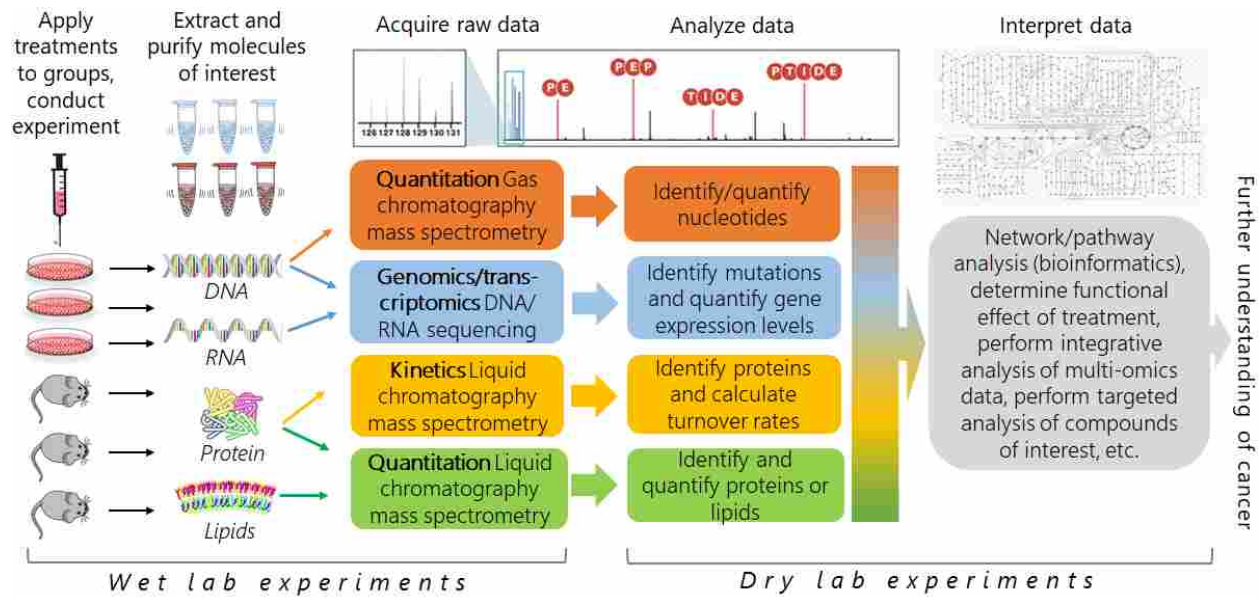 Apply
treatments
to groups,
conduct
experiment
Extract and
purify molecules
of interest
Acquire raw data
Analyze data
Interpret data
126 127 128 129 130 131
PE
PEP
TIDE
PTIDE
DNA
RNA
Protein
Lipids
Quantitation Gas
chromatography
mass spectrometry
Genomics/trans-
criptomics DNA/
RNA sequencing
Kinetics Liquid
chromatography
mass spectrometry
Quantitation Liquid
chromatography
mass spectrometry
Identify/quantify
nucleotides
Identify mutations
and quantify gene
expression levels
Identify proteins
and calculate
turnover rates
Identify and
quantify proteins or
lipids
Network/pathway
analysis (bioinformatics),
determine functional
effect of treatment,
perform integrative
analysis of multi-omics
data, perform targeted
analysis of compounds
of interest, etc.
Further understanding of cancer
Wet lab experiments
Dry lab experiments